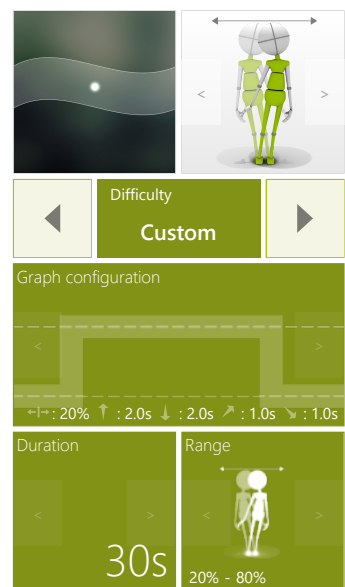 Difficulty
Custom
Graph configuration
: 20% : 2.0s : 2.0s : 1.0s : 1.0s
Duration
30s
Range
20% - 80%